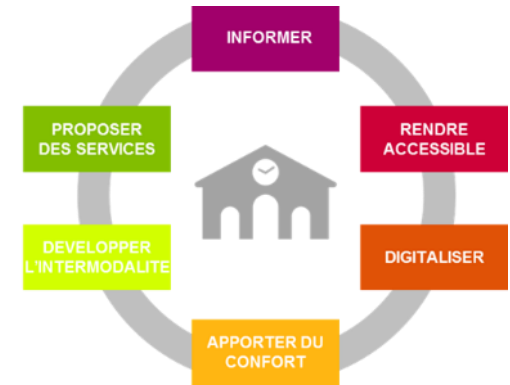 INFORMER
PROPOSER
DES SERVICES
RENDRE
ACCESSIBLE
DEVELOPPER
L'INTERMODALITE
DIGITALISER
APPORTER DU
CONFORT